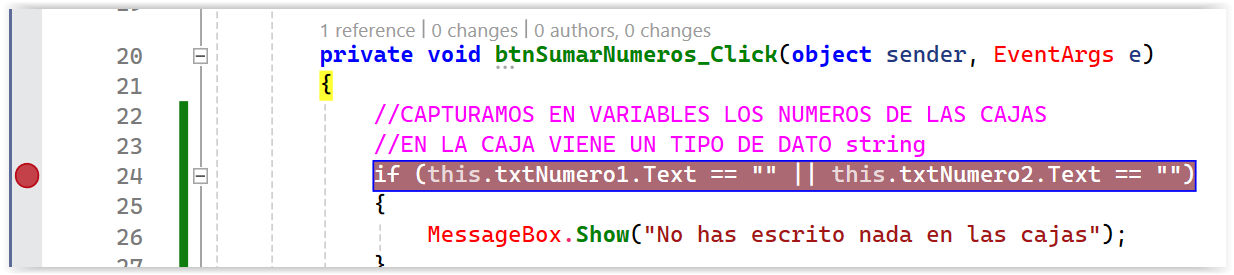 1 reference | 0 changes | 0 authors, 0 changes
20 private void btnSumarNumeros_Click(object sender, EventArgs e)
21 {
22 //CAPTURAMOS EN VARIABLES LOS NUMEROS DE LAS CAJAS
23 //EN LA CAJA VIENE UN TIPO DE DATO string
24 if (this.txtNumero1.Text == "" || this.txtNumero2.Text == "")
25 {
26 MessageBox.Show("No has escrito nada en las cajas");
27 }